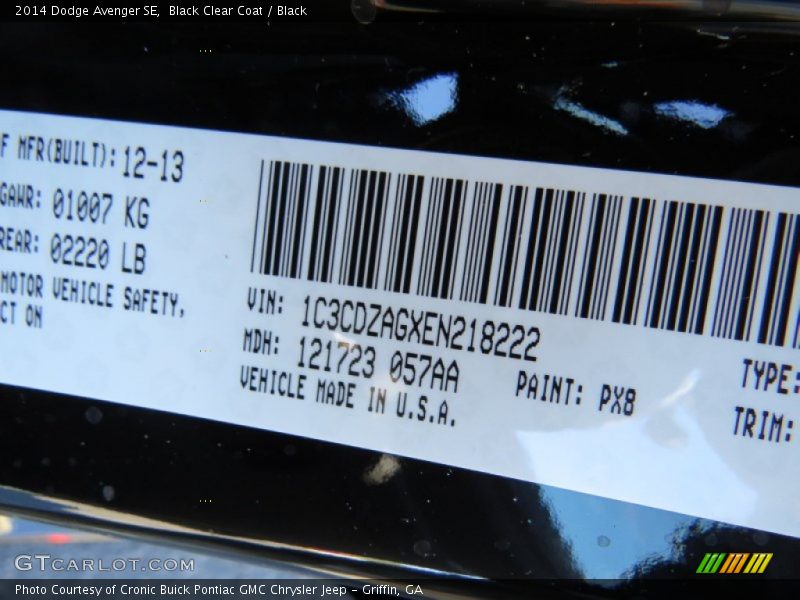 2014 Dodge Avenger SE,  Black Clear Coat / Black
F MFR(BUILT): 12-13
GAWR: 01007 KG
REAR: 02220 LB
MOTOR VEHICLE SAFETY,
CT ON
VIN: 1C3CDZAGXEN218222
MDH: 121723 057AA
PAINT: PX8
VEHICLE MADE IN U.S.A.
TYPE:
TRIM:
GTCARLOT.COM
Photo Courtesy of Cronic Buick Pontiac GMC Chrysler Jeep - Griffin, GA